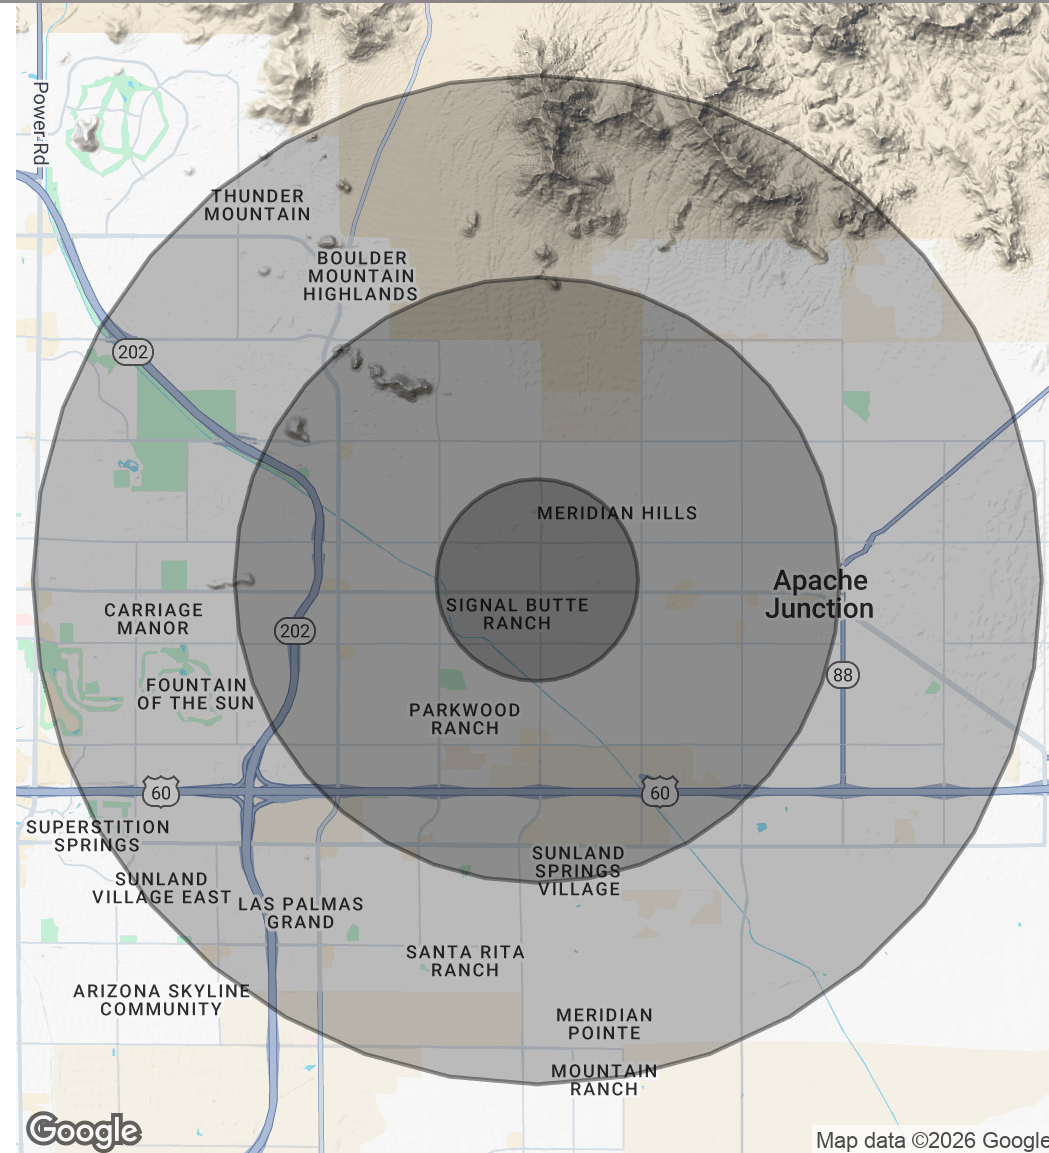 Power Rd
THUNDER
MOUNTAIN
BOULDER
MOUNTAIN
HIGHLANDS
202
MERIDIAN HILLS
Apache
Junction
SIGNAL BUTTE
RANCH
CARRIAGE
MANOR
202
88
FOUNTAIN
OF THE SUN
PARKWOOD
RANCH
60
60
SUPERSTITION
SPRINGS
SUNLAND
SPRINGS
VILLAGE
SUNLAND
VILLAGE EAST
LAS PALMAS
GRAND
SANTA RITA
RANCH
ARIZONA SKYLINE
COMMUNITY
MERIDIAN
POINTE
MOUNTAIN
RANCH
Google
Map data ©2026 Google